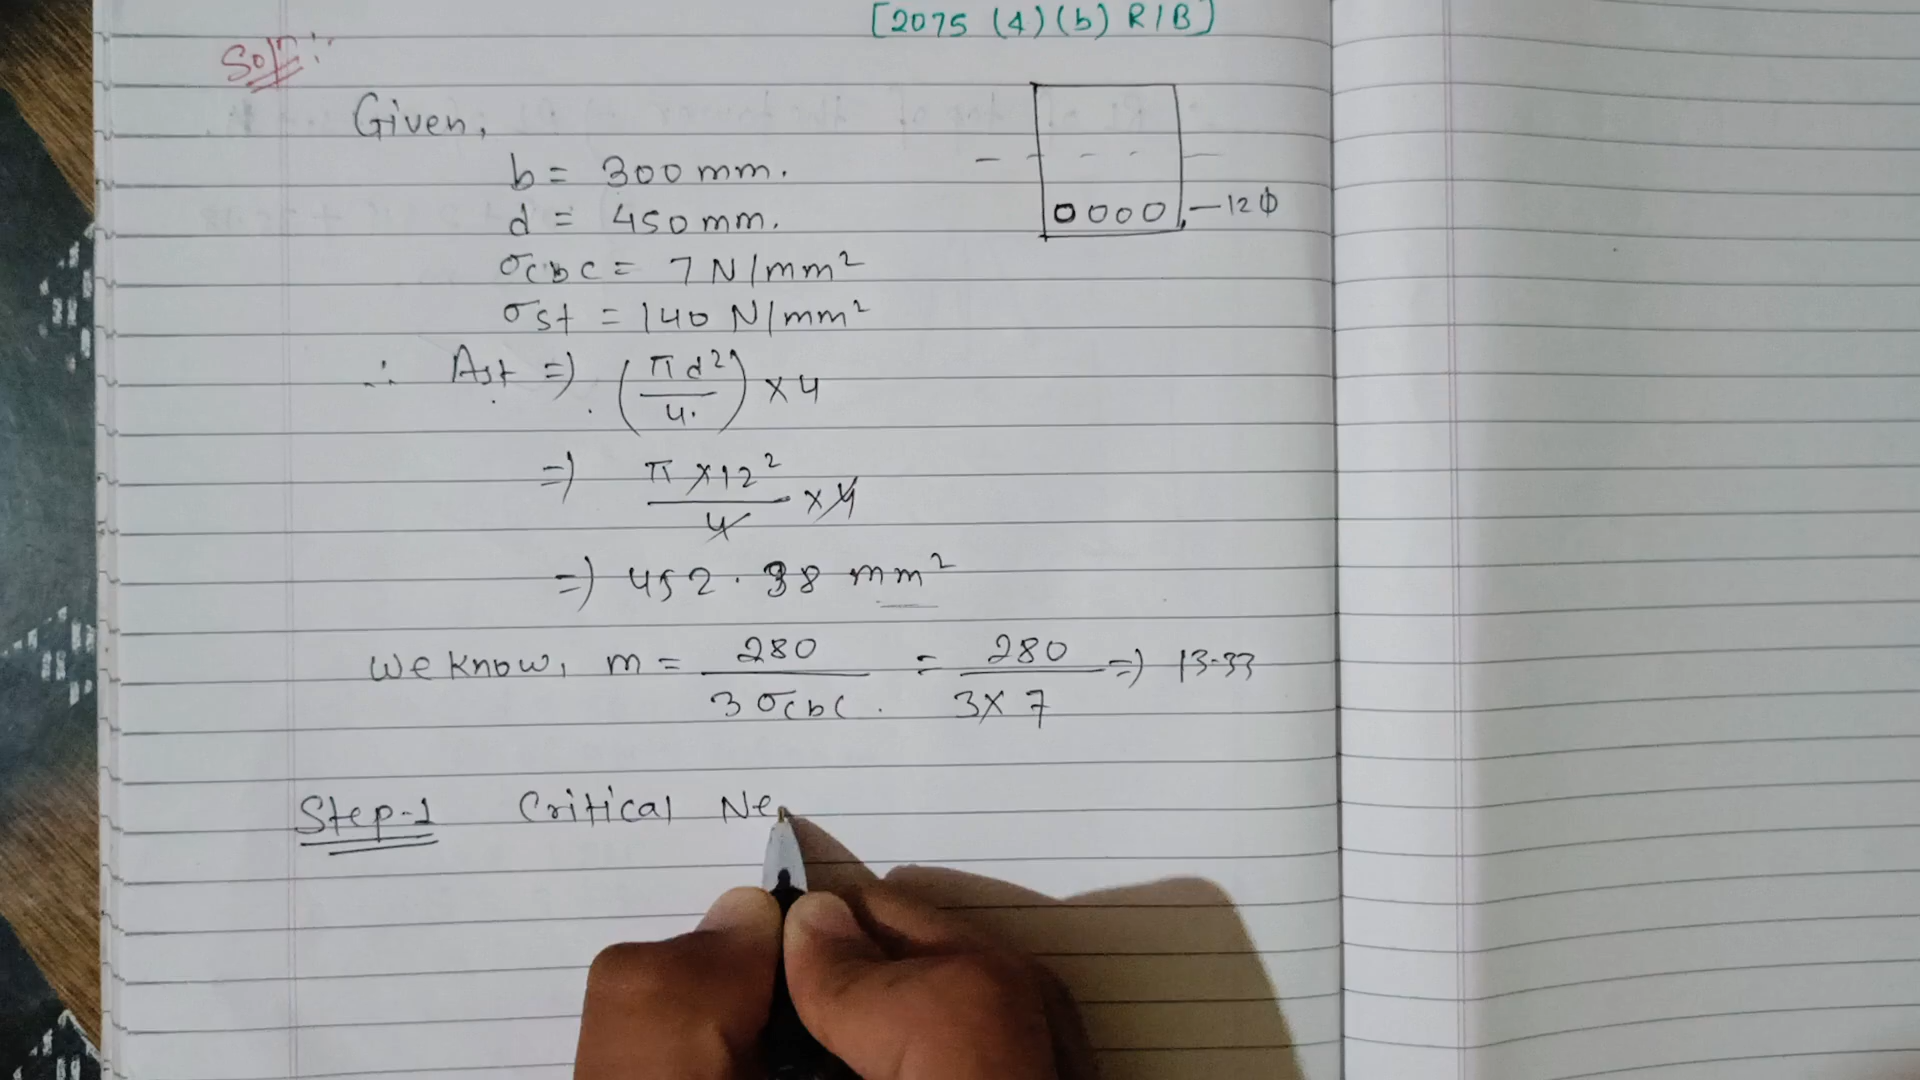 [2075 (4)(b) R/B]
Solⁿ:
Given,
b = 300 mm.
d = 450 mm.
0000 - 12 ϕ
σcbc = 7 N/mm²
σst = 140 N/mm²
∴ Ast => (πd²/4.) × 4
=> π × 12²/4 × 4
=> 452.38 mm²
We know, m = 280/3σcbc. = 280/3×7 => 13.33
Step-1 Critical Ne